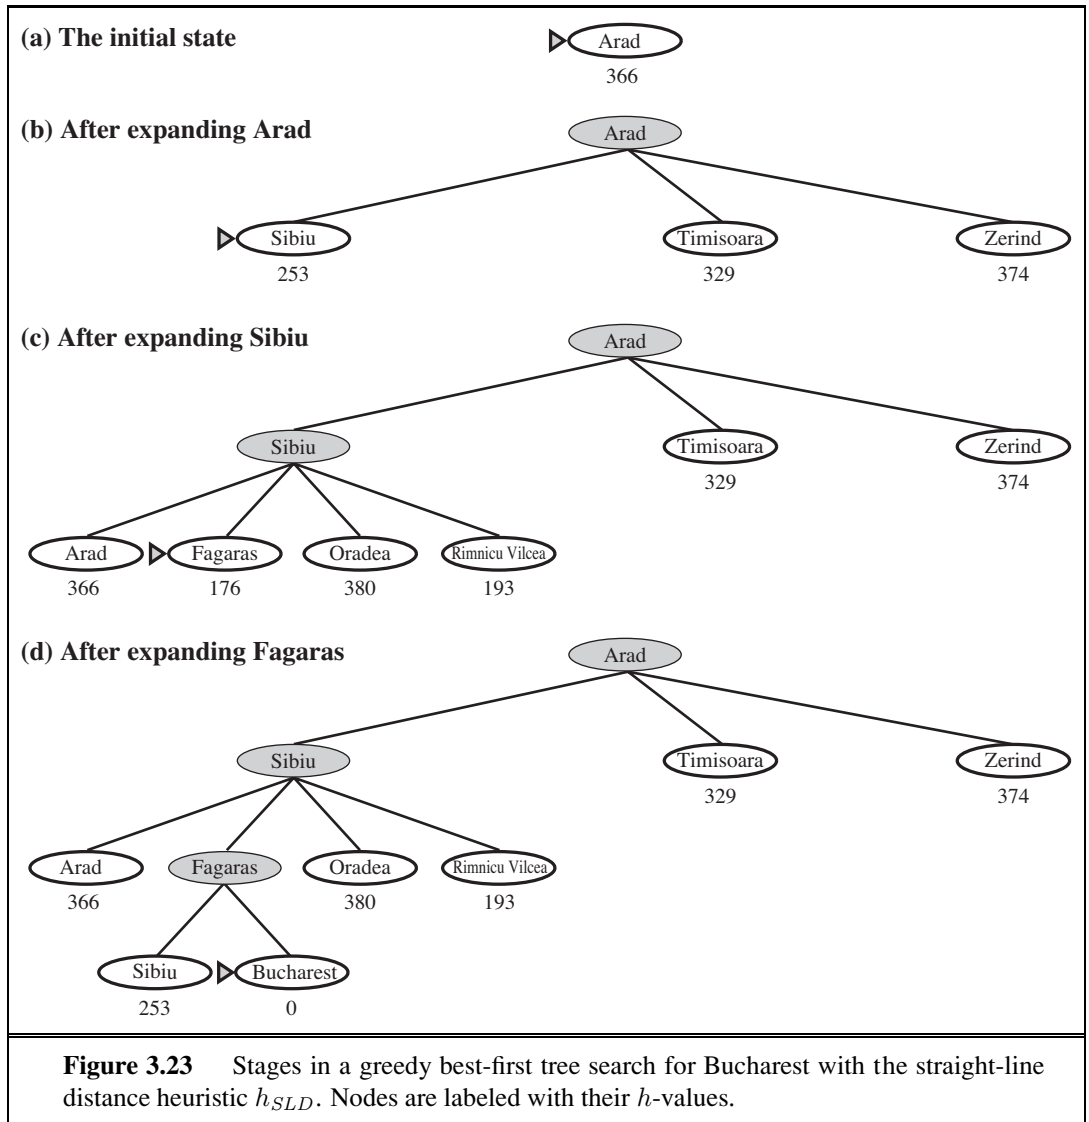 (a) The initial state
Arad
366
(b) After expanding Arad
Arad
Sibiu Timisoara Zerind
253 329 374
(c) After expanding Sibiu
Arad
Sibiu Timisoara Zerind
329 374
Arad Fagaras Oradea Rimnicu Vilcea
366 176 380 193
(d) After expanding Fagaras
Arad
Sibiu Timisoara Zerind
329 374
Arad Fagaras Oradea Rimnicu Vilcea
366 380 193
Sibiu Bucharest
253 0
Figure 3.23 Stages in a greedy best-first tree search for Bucharest with the straight-line
distance heuristic hSLD. Nodes are labeled with their h-values.